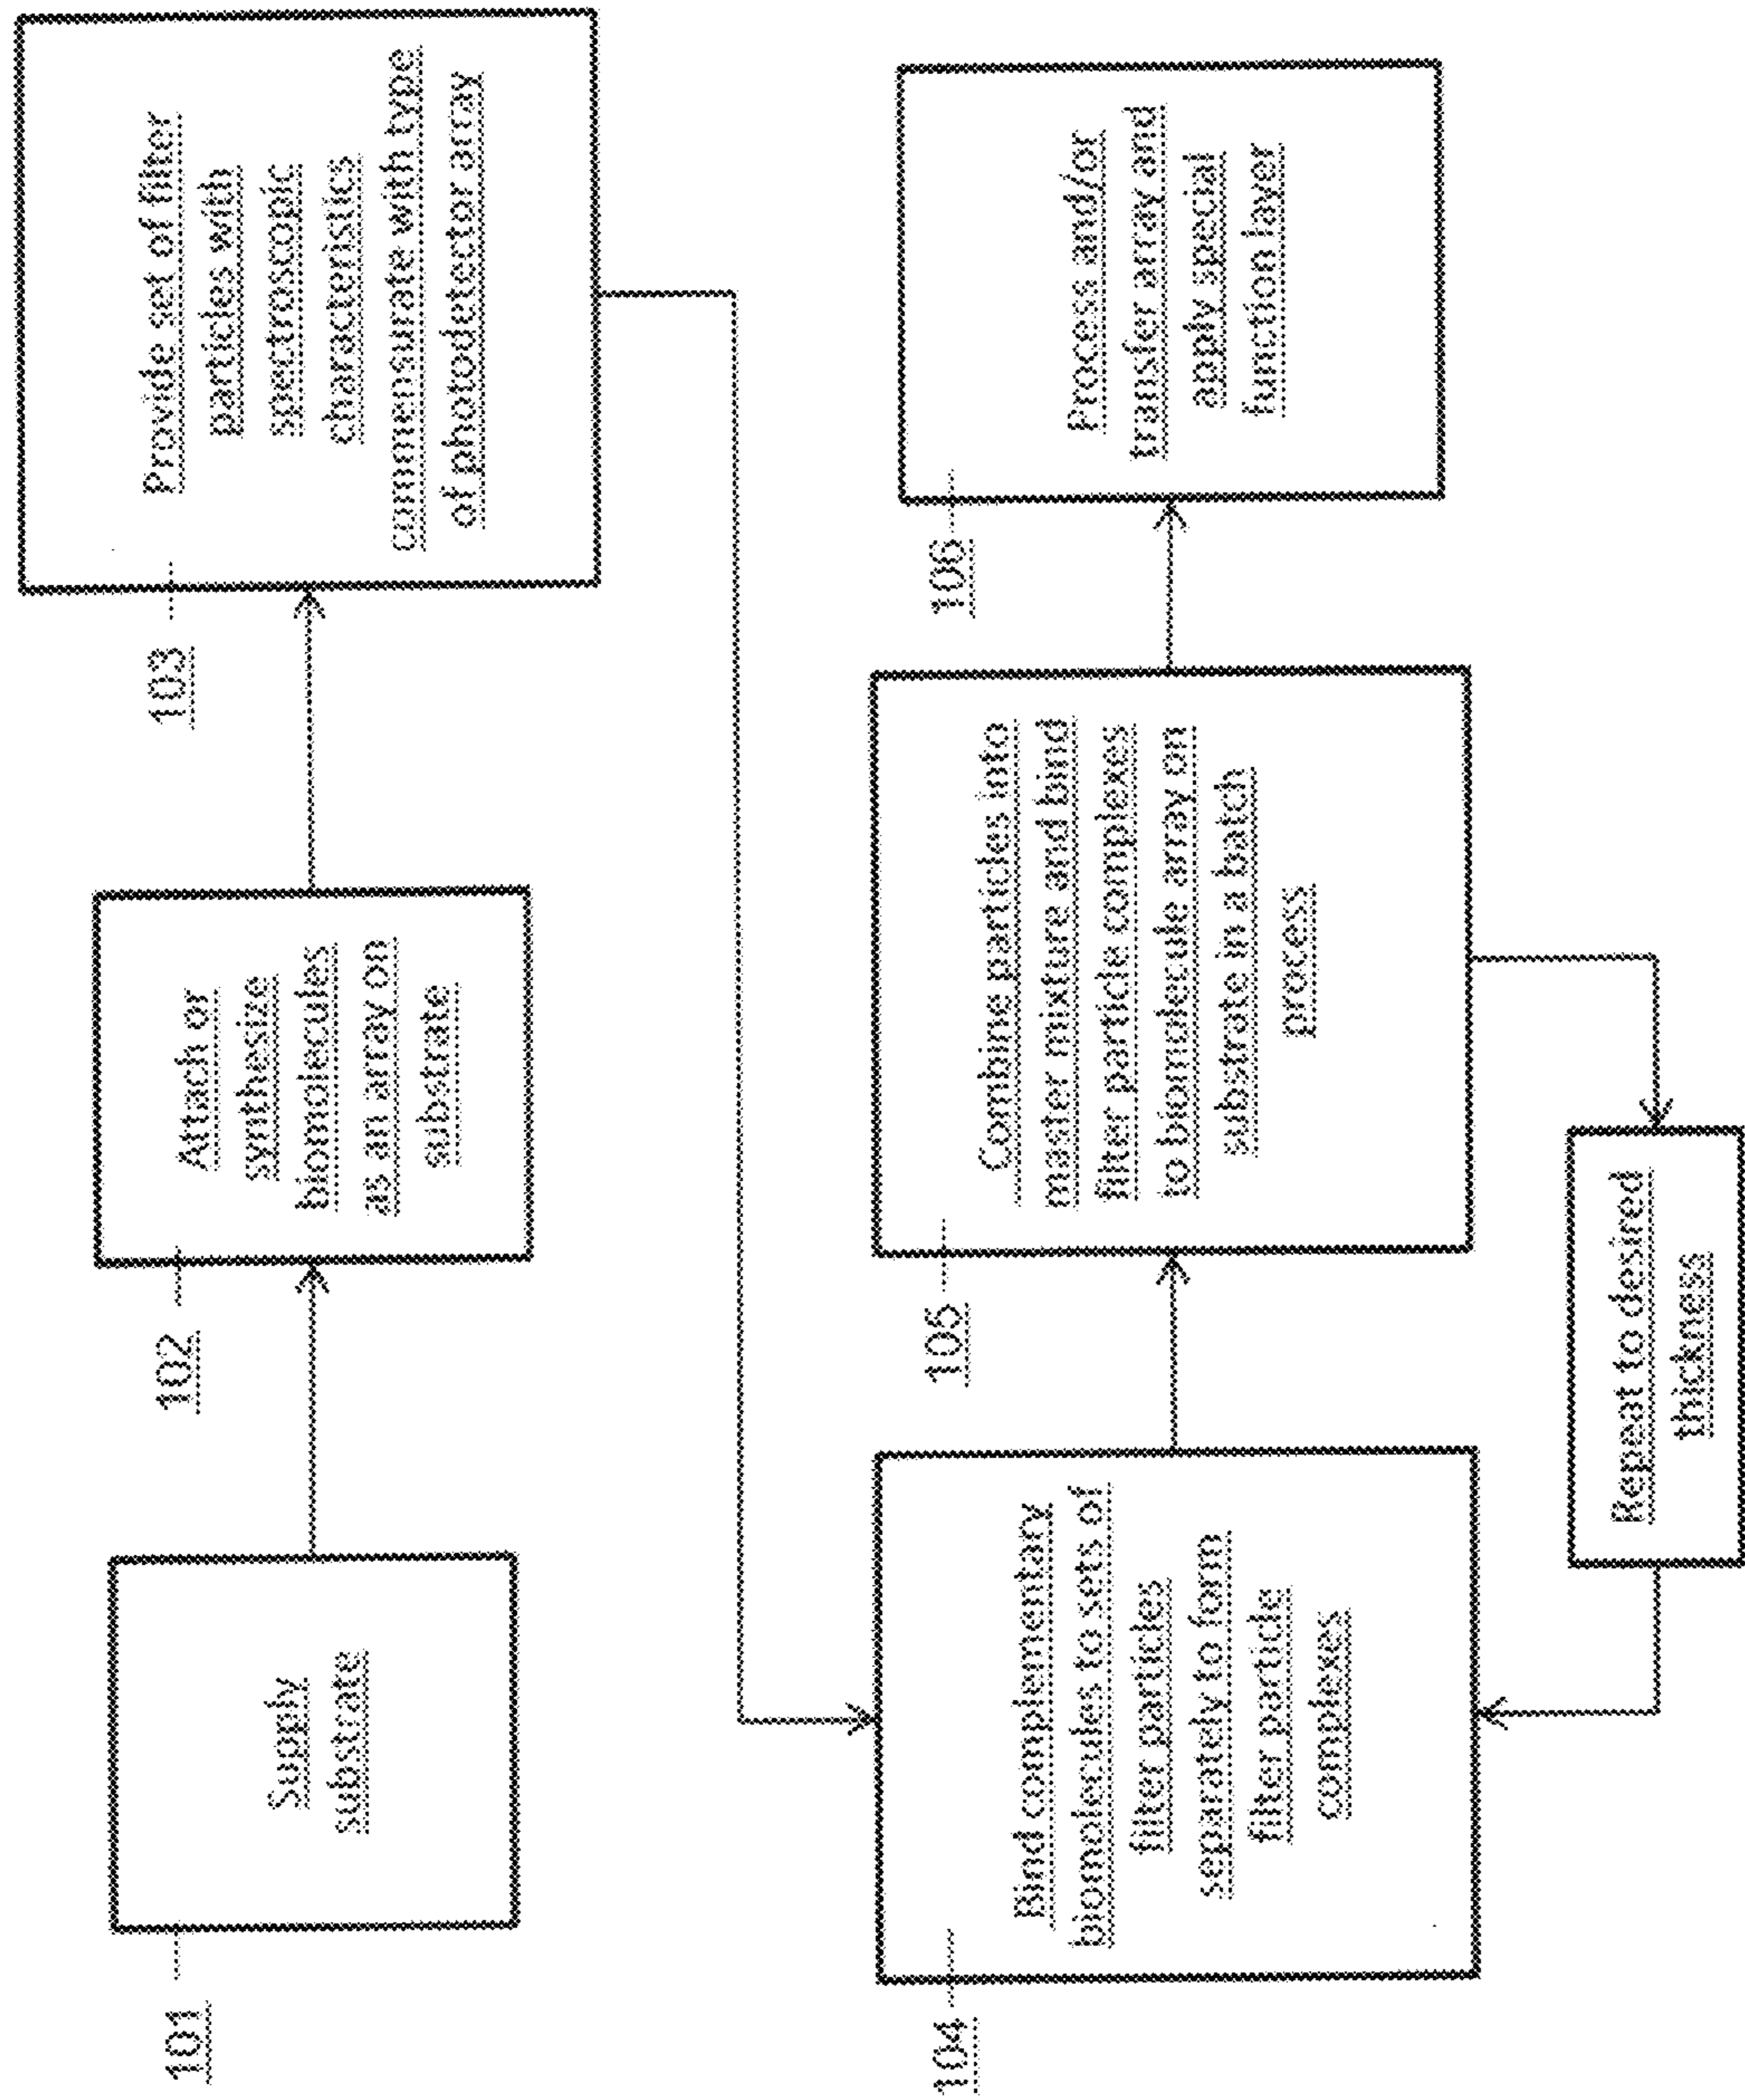 101
Supply
substrate
102
Attach or
synthesize
biomolecules
as an array on
substrate
103
Provide set of filter
particles with
spectroscopic
characteristics
commensurate with type
of photodetector array
104
Bind complementary
biomolecules to sets of
filter particles
separately to form
filter particle
complexes
105
Combine particles into
master mixture and bind
filter particle complexes
to biomolecule array on
substrate in a batch
process
106
Process and/or
transfer array and
apply special
function layer
Repeat to desired
thickness